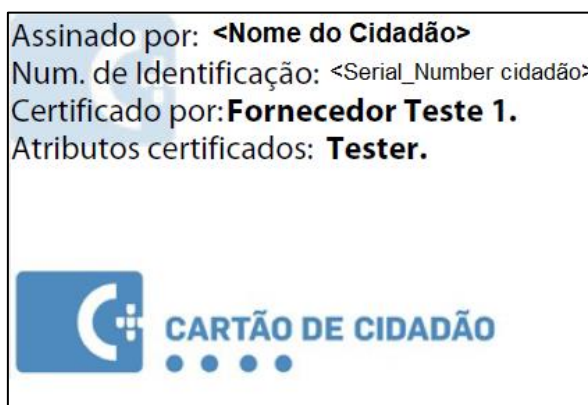 Assinado por: <Nome do Cidadão>
Num. de Identificação: <Serial_Number cidadão>
Certificado por:Fornecedor Teste 1.
Atributos certificados: Tester.
CARTÃO DE CIDADÃO